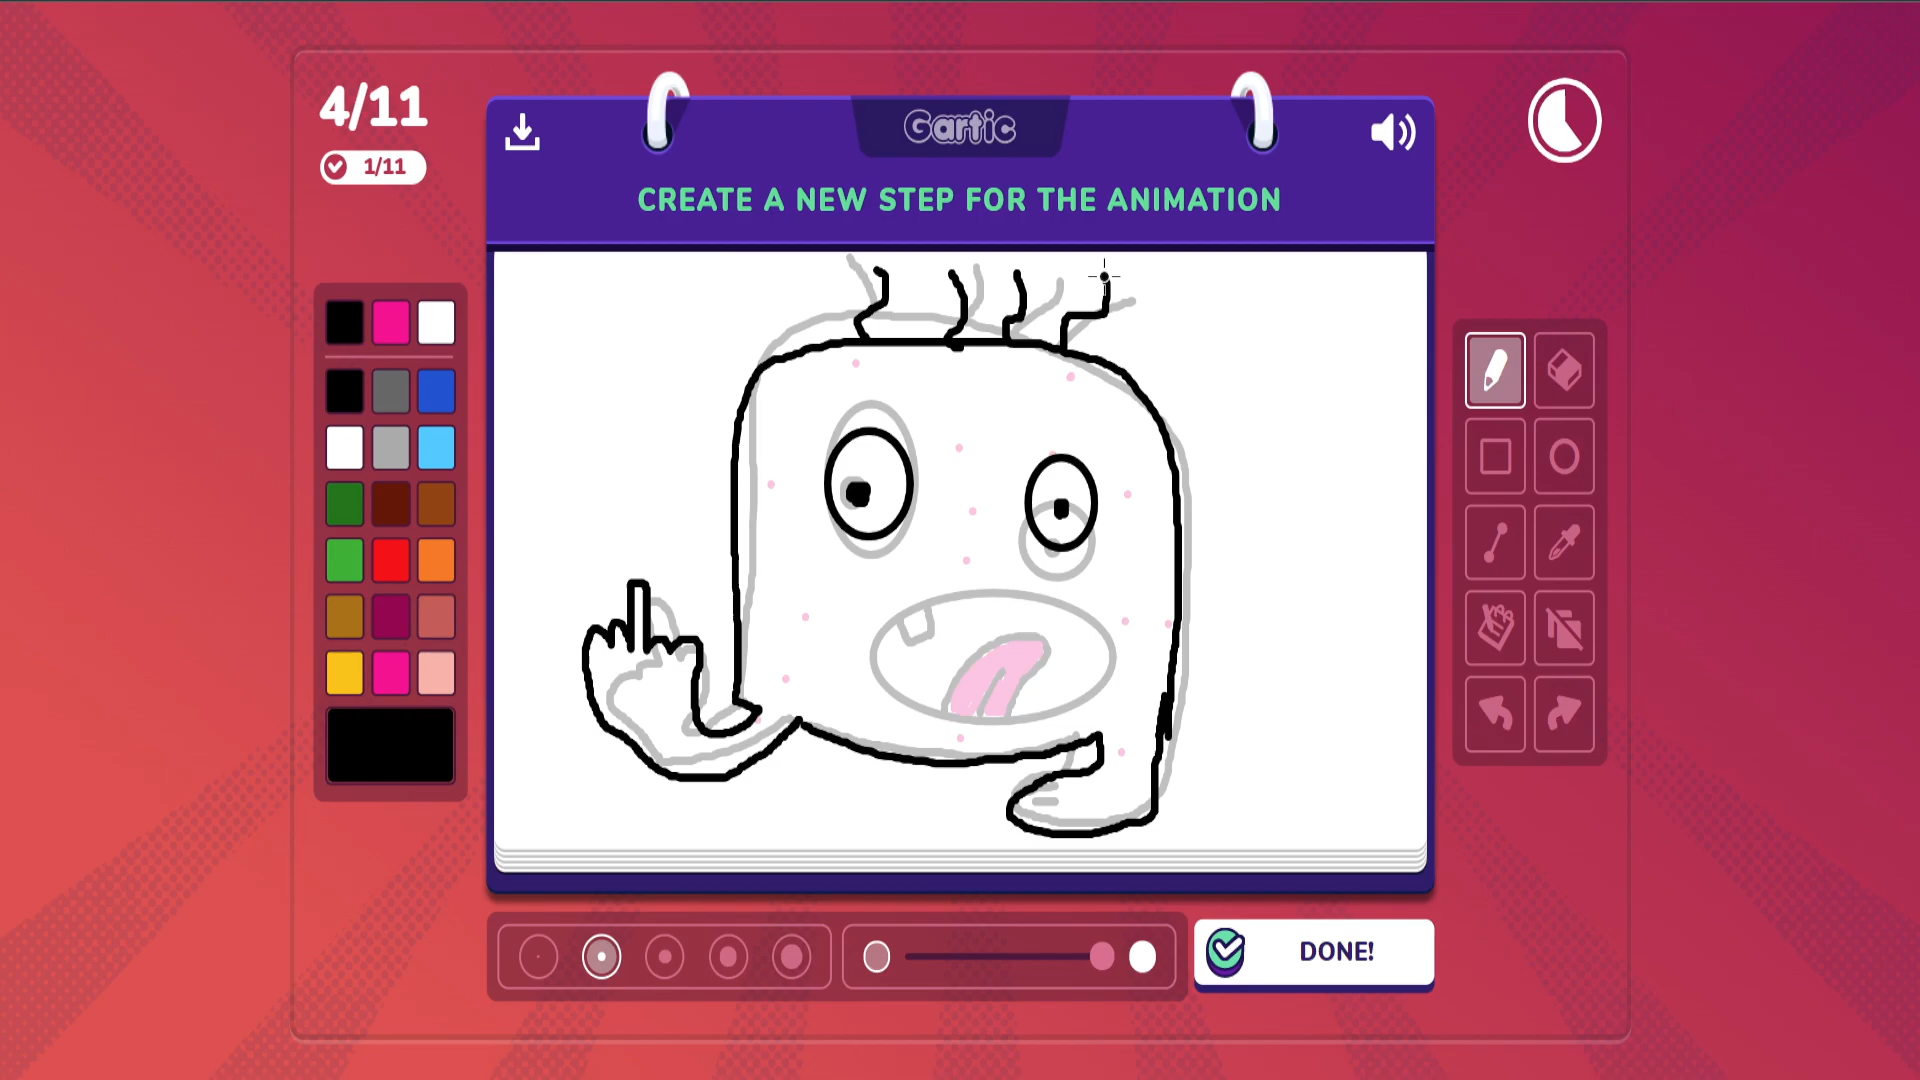 4/11
1/11
Gartic
CREATE A NEW STEP FOR THE ANIMATION
DONE!